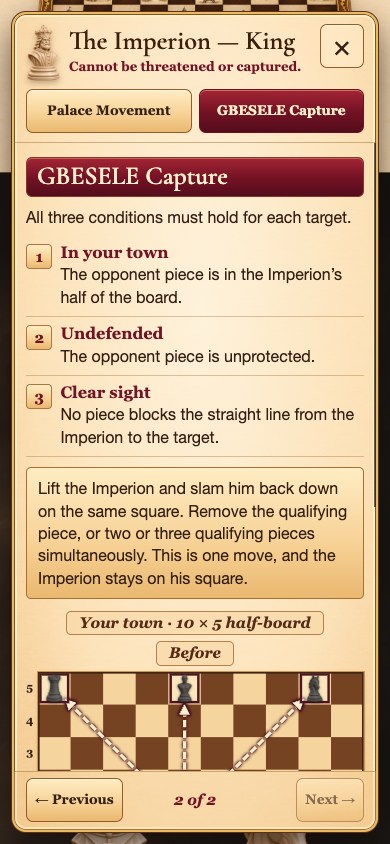 The Imperion — King
Cannot be threatened or captured.
×
Palace Movement
GBESELE Capture
GBESELE Capture
All three conditions must hold for each target.
1
In your town
The opponent piece is in the Imperion’s
half of the board.
2
Undefended
The opponent piece is unprotected.
3
Clear sight
No piece blocks the straight line from the
Imperion to the target.
Lift the Imperion and slam him back down
on the same square. Remove the qualifying
piece, or two or three qualifying pieces
simultaneously. This is one move, and the
Imperion stays on his square.
Your town · 10 × 5 half-board
Before
5
4
3
← Previous
2 of 2
Next →